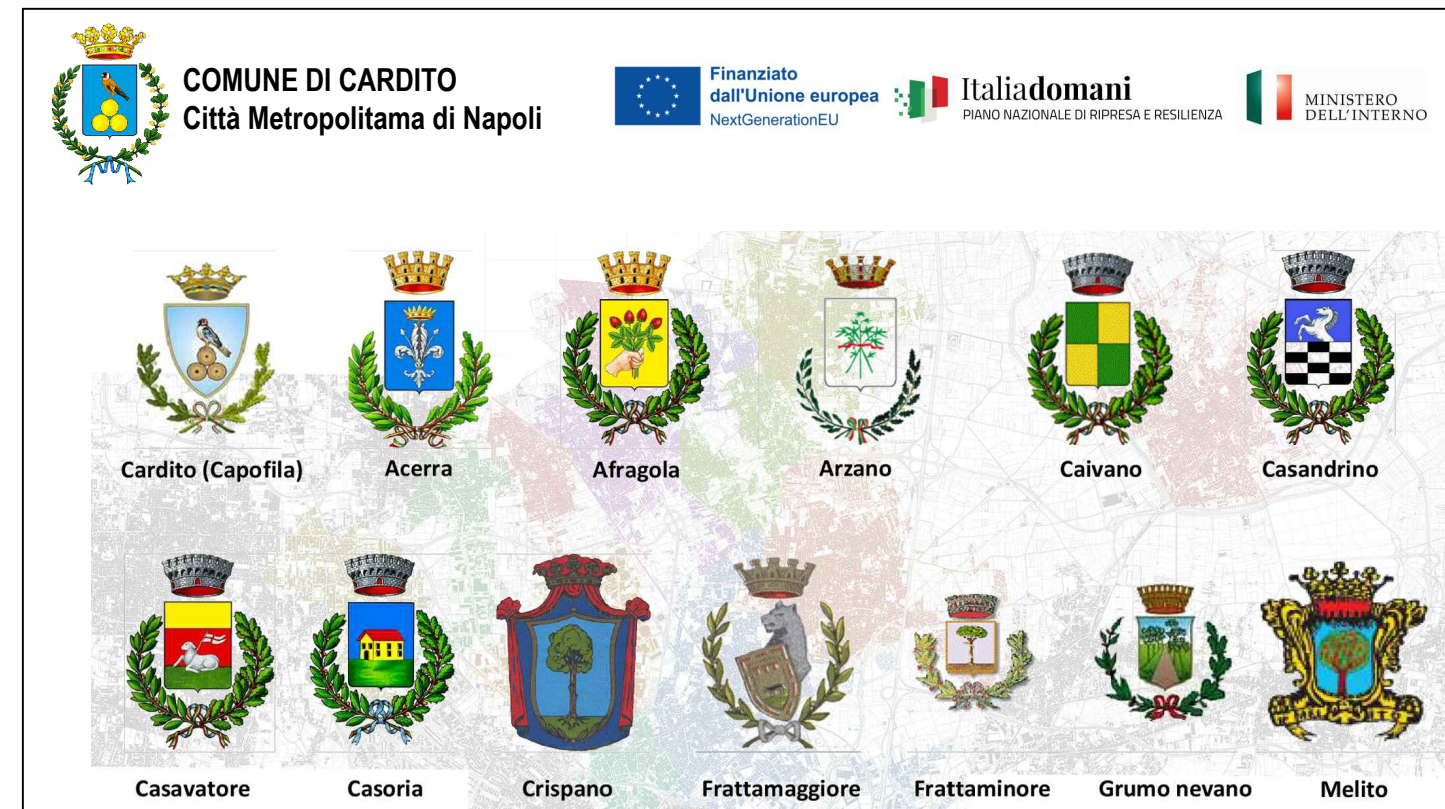 COMUNE DI CARDITO
Città Metropolitama di Napoli
Finanziato
dall'Unione europea
NextGenerationEU
Italiadomani
PIANO NAZIONALE DI RIPRESA E RESILIENZA
MINISTERO
DELL'INTERNO
Cardito (Capofila) Acerra Afragola Arzano Caivano Casandrino
Casavatore Casoria Crispano Frattamaggiore Frattaminore Grumo nevano Melito